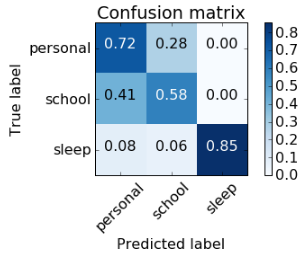 Confusion matrix
True label
personal 0.72 0.28 0.00
school 0.41 0.58 0.00
sleep 0.08 0.06 0.85
personal school sleep
Predicted label
0.8
0.7
0.6
0.5
0.4
0.3
0.2
0.1
0.0